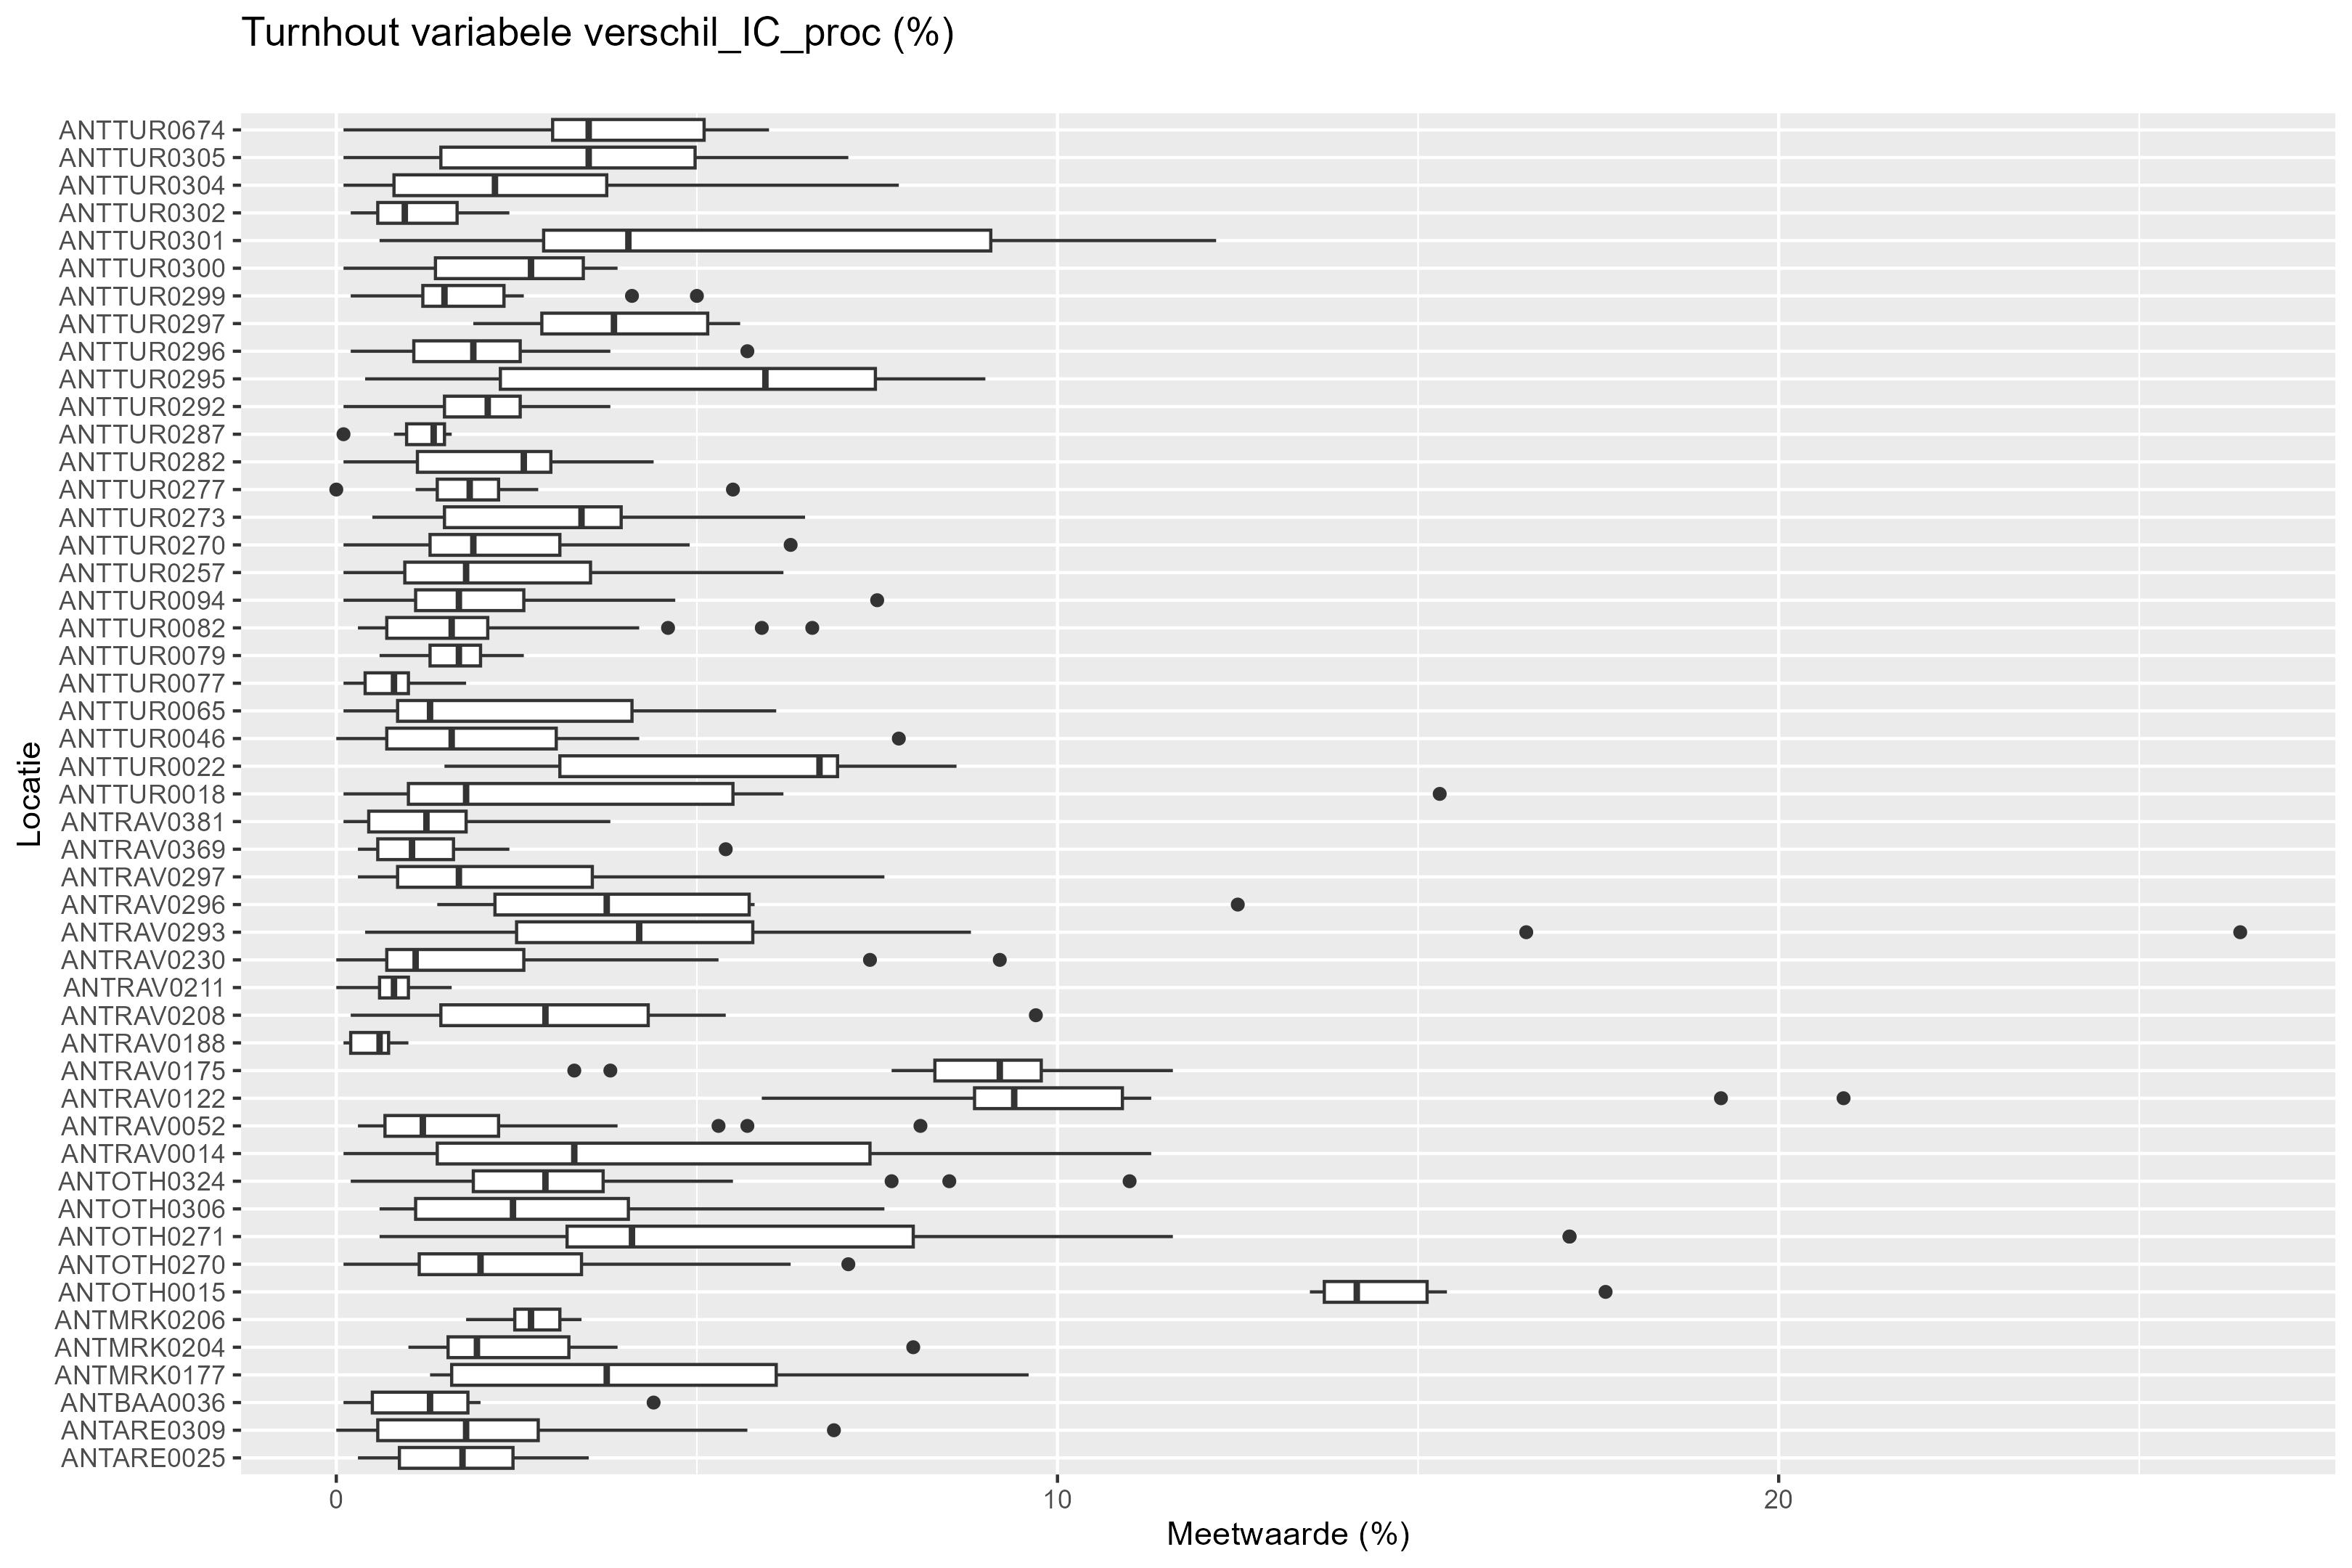 Turnhout variabele verschil_IC_proc (%)
ANTTUR0674
ANTTUR0305
ANTTUR0304
ANTTUR0302
ANTTUR0301
ANTTUR0300
ANTTUR0299
ANTTUR0297
ANTTUR0296
ANTTUR0295
ANTTUR0292
ANTTUR0287
ANTTUR0282
ANTTUR0277
ANTTUR0273
ANTTUR0270
ANTTUR0257
ANTTUR0094
ANTTUR0082
ANTTUR0079
ANTTUR0077
ANTTUR0065
ANTTUR0046
ANTTUR0022
ANTTUR0018
ANTRAV0381
ANTRAV0369
ANTRAV0297
ANTRAV0296
ANTRAV0293
ANTRAV0230
ANTRAV0211
ANTRAV0208
ANTRAV0188
ANTRAV0175
ANTRAV0122
ANTRAV0052
ANTRAV0014
ANTOTH0324
ANTOTH0306
ANTOTH0271
ANTOTH0270
ANTOTH0015
ANTMRK0206
ANTMRK0204
ANTMRK0177
ANTBAA0036
ANTARE0309
ANTARE0025
Locatie
0 10 20
Meetwaarde (%)